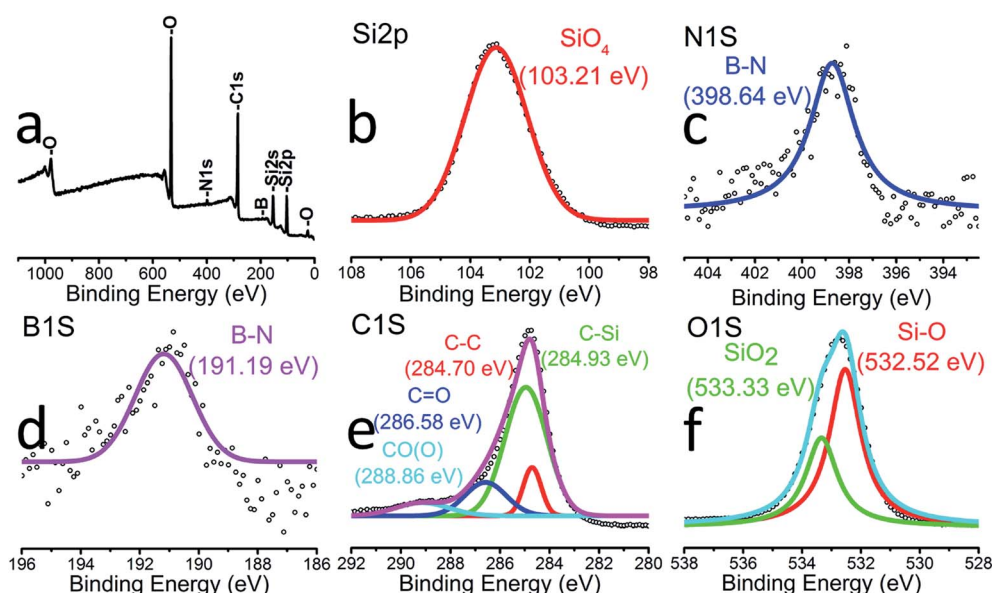 a
O
O
N1s
C1s
B
Si2s
Si2p
O
1000 800 600 400 200 0
Binding Energy (eV)
Si2p
SiO4
(103.21 eV)
b
108 106 104 102 100 98
Binding Energy (eV)
N1S
B-N
(398.64 eV)
c
404 402 400 398 396 394
Binding Energy (eV)
B1S
B-N
(191.19 eV)
d
196 194 192 190 188 186
Binding Energy (eV)
C1S
C-C
(284.70 eV)
C-Si
(284.93 eV)
C=O
(286.58 eV)
CO(O)
(288.86 eV)
e
292 290 288 286 284 282 280
Binding Energy (eV)
O1S
SiO2
(533.33 eV)
Si-O
(532.52 eV)
f
538 536 534 532 530 528
Binding Energy (eV)